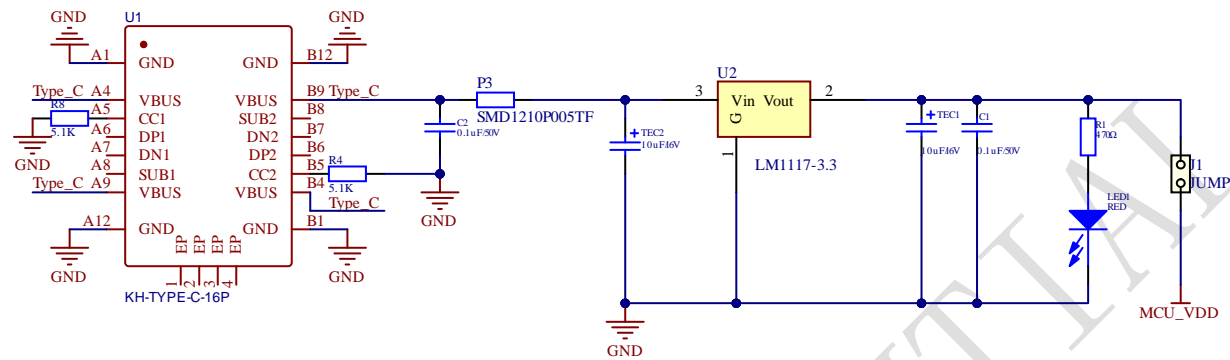 GND U1 GND
A1 GND GND B12
Type_C A4 VBUS VBUS B9 Type_C P3 SMD1210P005TF
R8 5.1K A5 CC1 SUB2 B8
GND A6 DP1 DN2 B7
A7 DN1 DP2 B6
A8 SUB1 CC2 B5 R4 5.1K
Type_C A9 VBUS VBUS B4 Type_C
A12 GND GND B1
GND EP EP EP EP GND
1 2 3 4
KH-TYPE-C-16P
C2 0.1uF/50V
GND
+ TEC2
10uF/16V
U2
3 Vin Vout 2
G
1
LM1117-3.3
GND
+ TEC1
10uF/16V
C1
0.1uF/50V
R1
470Ω
LED1
RED
J1
JUMP
MCU_VDD